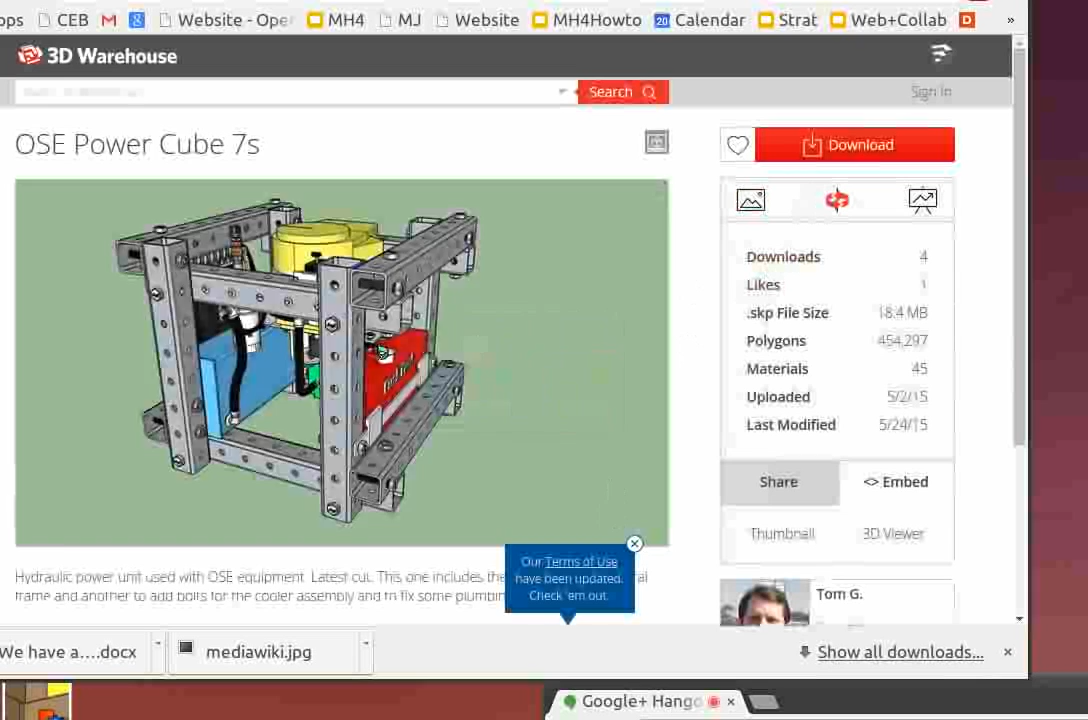 pps CEB Website - Ope MH4 MJ Website MH4Howto 20 Calendar Strat Web+Collab »
3D Warehouse
Search
Sign In
OSE Power Cube 7s
Download
Downloads 4
Likes 1
.skp File Size 18.4 MB
Polygons 454,297
Materials 45
Uploaded 5/2/15
Last Modified 5/24/15
Share <> Embed
Thumbnail 3D Viewer
Our Terms of Use
have been updated.
Check 'em out.
Hydraulic power unit used with OSE equipment. Latest cut. This one includes the
frame and another to add bolts for the cooler assembly and to fix some plumbin
Tom G.
We have a....docx
mediawiki.jpg
Show all downloads...
Google+ Hango